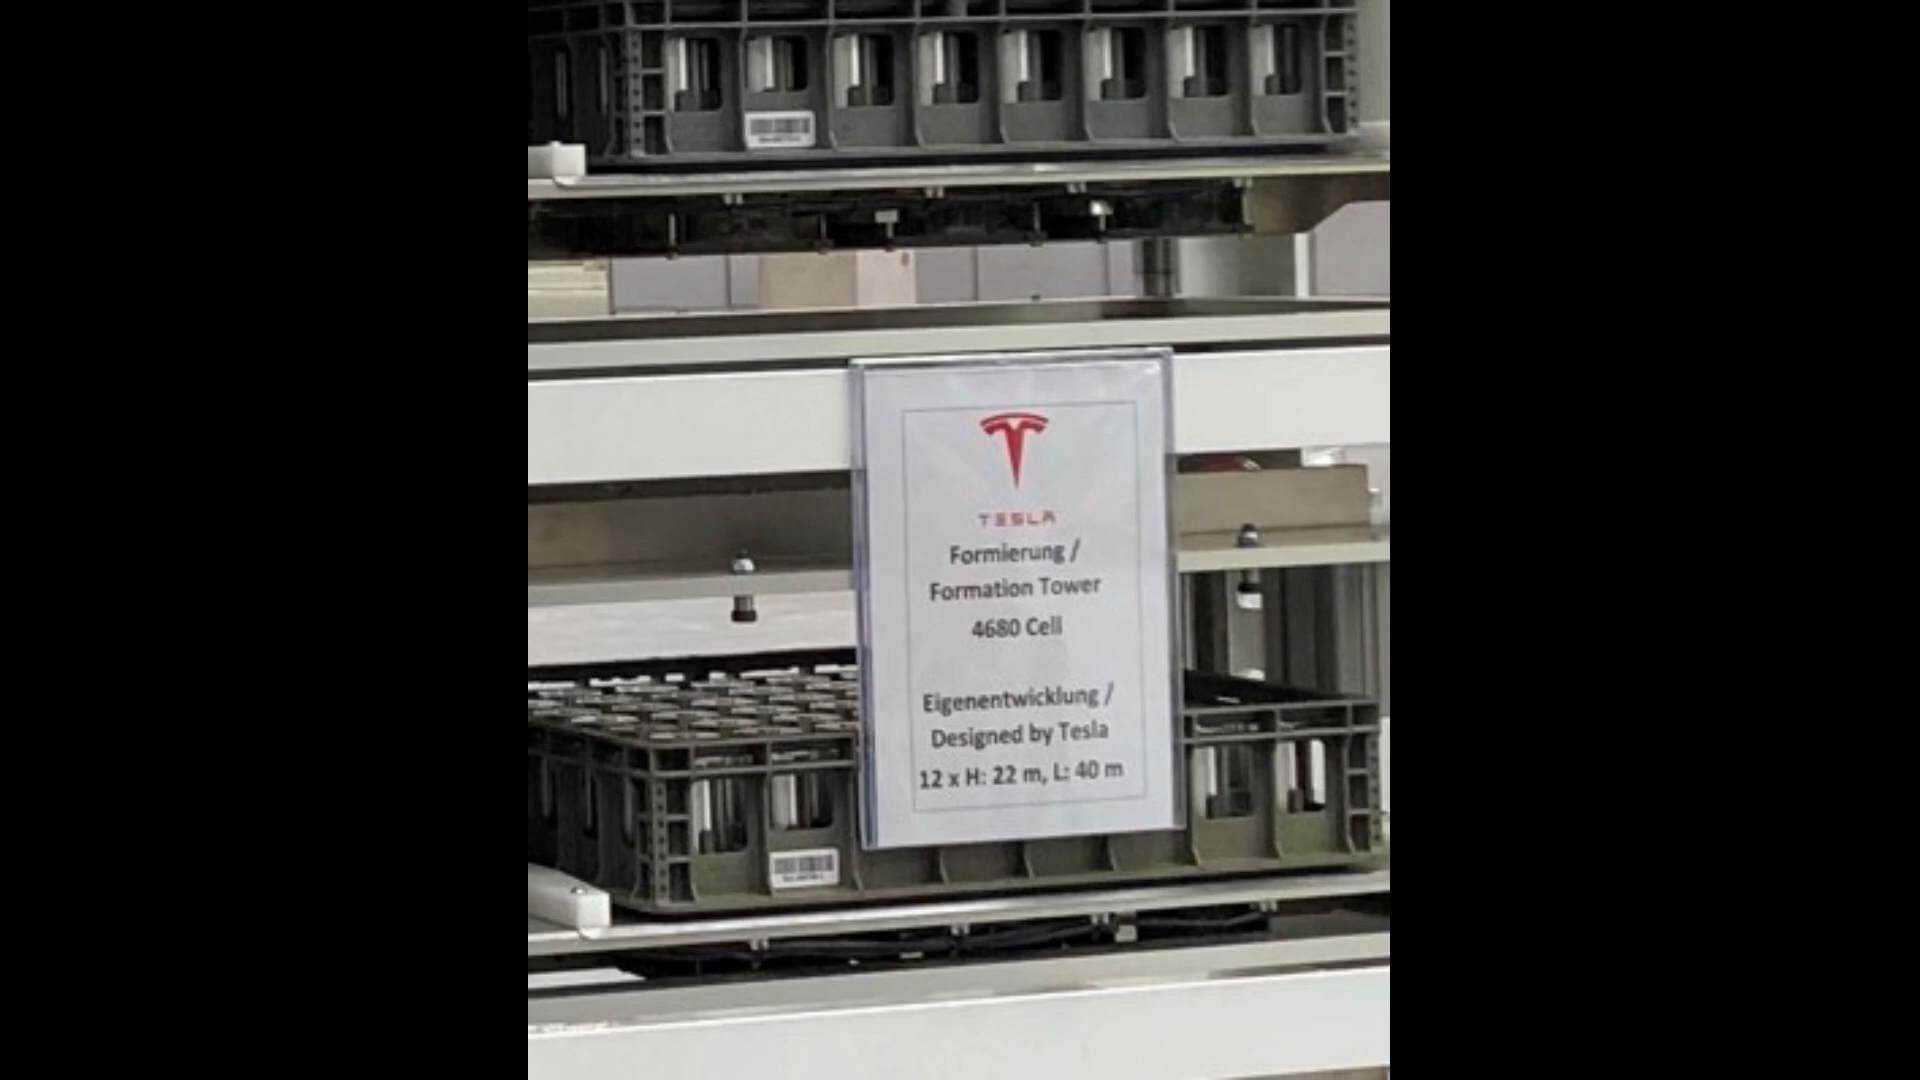 TESLA
Formierung /
Formation Tower
4680 Cell
Eigenentwicklung /
Designed by Tesla
12 x H: 22 m, L: 40 m